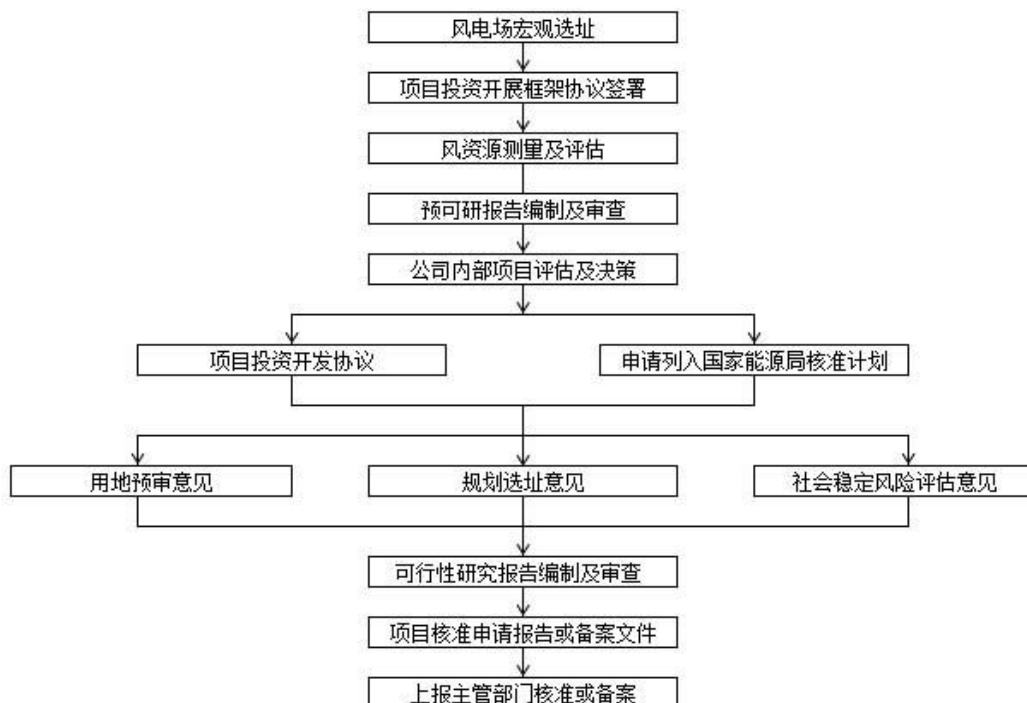 风电场宏观选址
项目投资开展框架协议签署
风资源测量及评估
预可研报告编制及审查
公司内部项目评估及决策
项目投资开发协议
申请列入国家能源局核准计划
用地预审意见
规划选址意见
社会稳定风险评估意见
可行性研究报告编制及审查
项目核准申请报告或备案文件
上报主管部门核准或备案